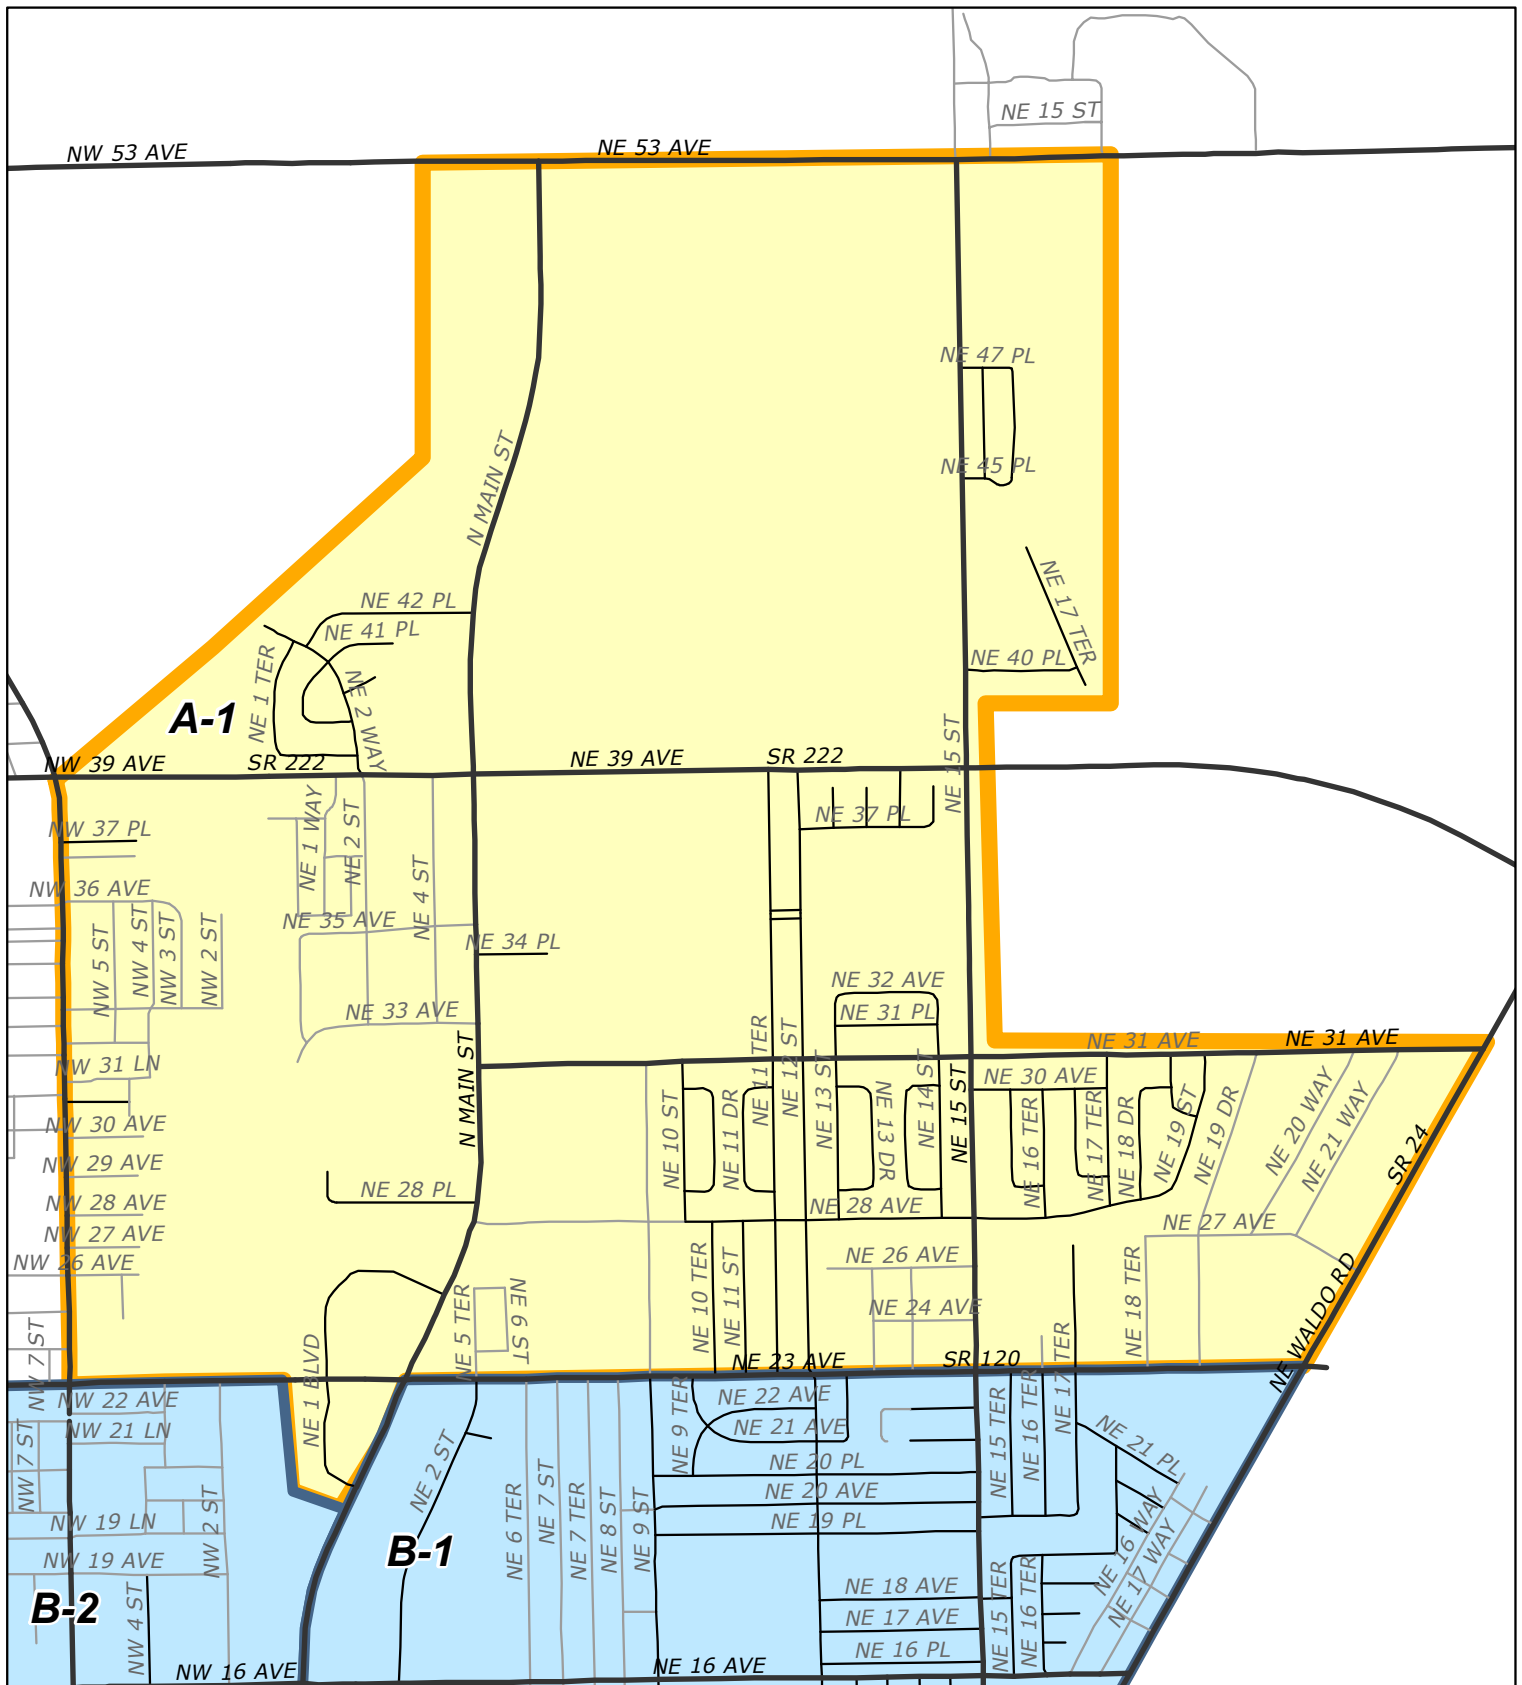 NE 15 ST
NW 53 AVE
NE 53 AVE
NE 47 PL
N MAIN ST
NE 45 PL
NE 17 TER
NE 42 PL
NE 41 PL
NE 40 PL
NE 1 TER
NE 2 WAY
A-1
NW 39 AVE
SR 222
NE 39 AVE
SR 222
NE 15 ST
NW 37 PL
NE 1 WAY
NE 2 ST
NE 37 PL
NW 36 AVE
NE 4 ST
NE 35 AVE
NW 5 ST
NW 4 ST
NW 3 ST
NW 2 ST
NE 34 PL
NE 32 AVE
NE 33 AVE
NE 31 PL
NE 31 AVE
NE 31 AVE
NW 31 LN
N MAIN ST
NE 11 TER
NE 12 ST
NE 13 ST
NE 14 ST
NE 15 ST
NE 30 AVE
NE 10 ST
NE 11 DR
NE 13 DR
NE 16 TER
NE 17 TER
NE 18 DR
NE 19 ST
NE 19 DR
NE 20 WAY
NE 21 WAY
SR 24
NW 30 AVE
NW 29 AVE
NE 28 PL
NW 28 AVE
NE 28 AVE
NE 27 AVE
NW 27 AVE
NW 26 AVE
NE 26 AVE
NE 10 TER
NE 11 ST
NE 5 TER
NE 6 ST
NE 24 AVE
NE 18 TER
NE 17 TER
NE WALDO RD
NW 7 ST
NE 1 BLVD
NE 23 AVE
SR 120
NW 22 AVE
NE 22 AVE
NW 21 LN
NE 21 AVE
NE 9 TER
NE 15 TER
NE 16 TER
NE 21 PL
NW 7 ST
NE 2 ST
NE 20 PL
NE 20 AVE
NW 2 ST
NE 6 TER
NE 7 ST
NE 7 TER
NE 8 ST
NE 9 ST
NW 19 LN
NE 19 PL
NE 16 WAY
NE 17 WAY
B-1
NW 19 AVE
NE 18 AVE
B-2
NW 4 ST
NE 17 AVE
NE 15 TER
NE 16 TER
NE 16 PL
NW 16 AVE
NE 16 AVE